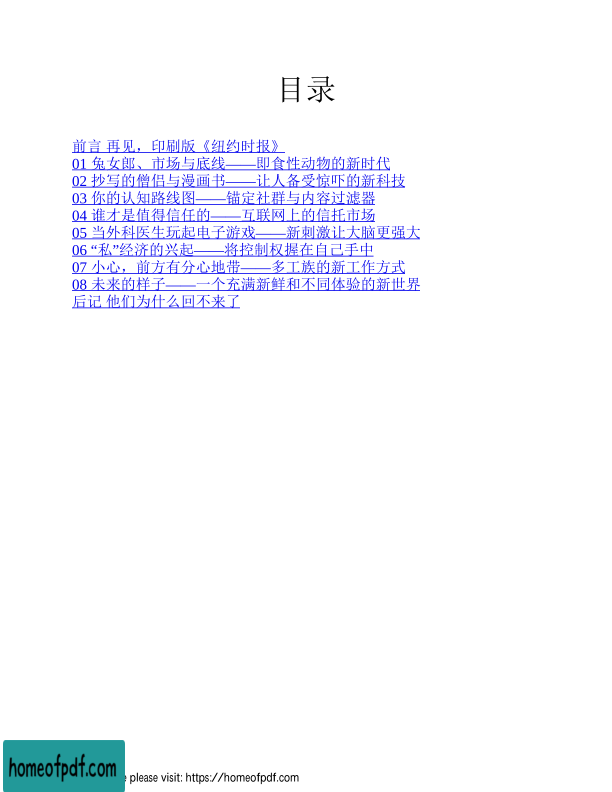 目录
前言 再见，印刷版《纽约时报》
01 兔女郎、市场与底线——即食性动物的新时代
02 抄写的僧侣与漫画书——让人备受惊吓的新科技
03 你的认知路线图——锚定社群与内容过滤器
04 谁才是值得信任的——互联网上的信托市场
05 当外科医生玩起电子游戏——新刺激让大脑更强大
06 “私”经济的兴起——将控制权握在自己手中
07 小心，前方有分心地带——多工族的新工作方式
08 未来的样子——一个充满新鲜和不同体验的新世界
后记 他们为什么回不来了
homeofpdf.com
please visit: https://homeofpdf.com